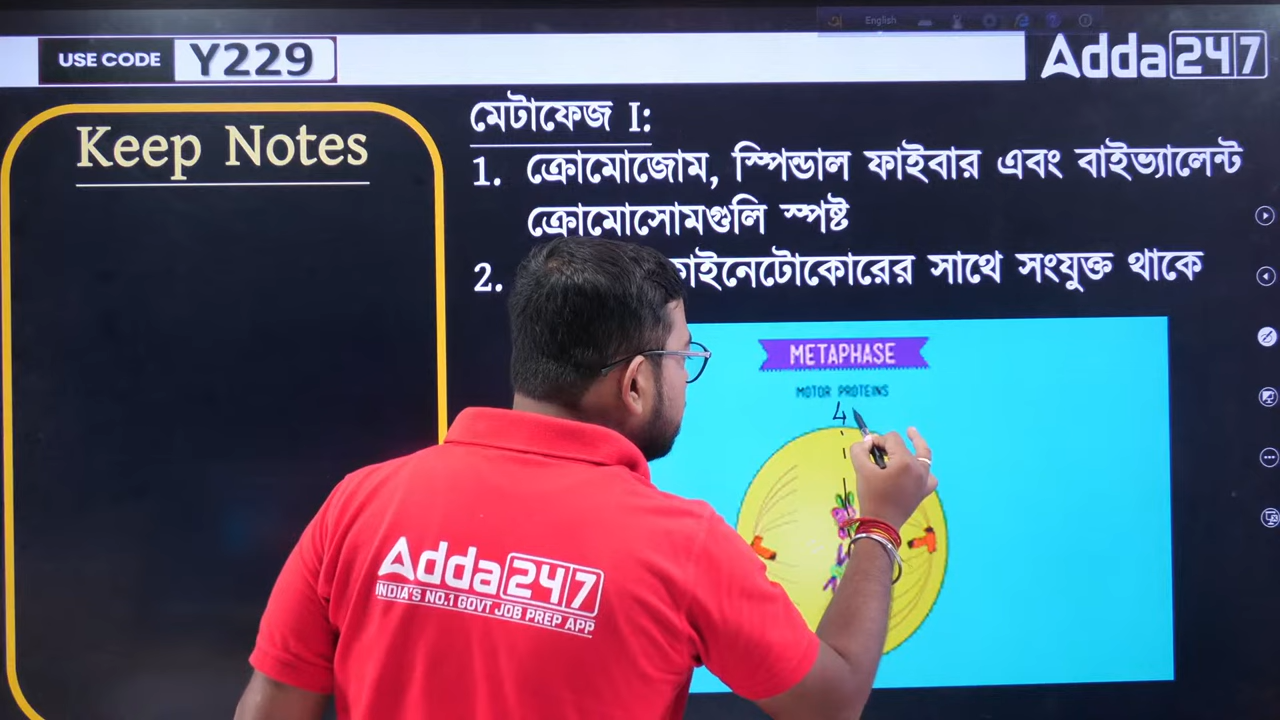 English
USE CODE Y229
Adda247
Keep Notes
মেটাফেজ I:
1. ক্রোমোজোম, স্পিন্ডাল ফাইবার এবং বাইভ্যালেন্ট
ক্রোমোসোমগুলি স্পষ্ট
2. কাইনেটোকোরের সাথে সংযুক্ত থাকে
METAPHASE
MOTOR PROTEINS
4
Adda247
INDIA'S NO.1 GOVT JOB PREP APP